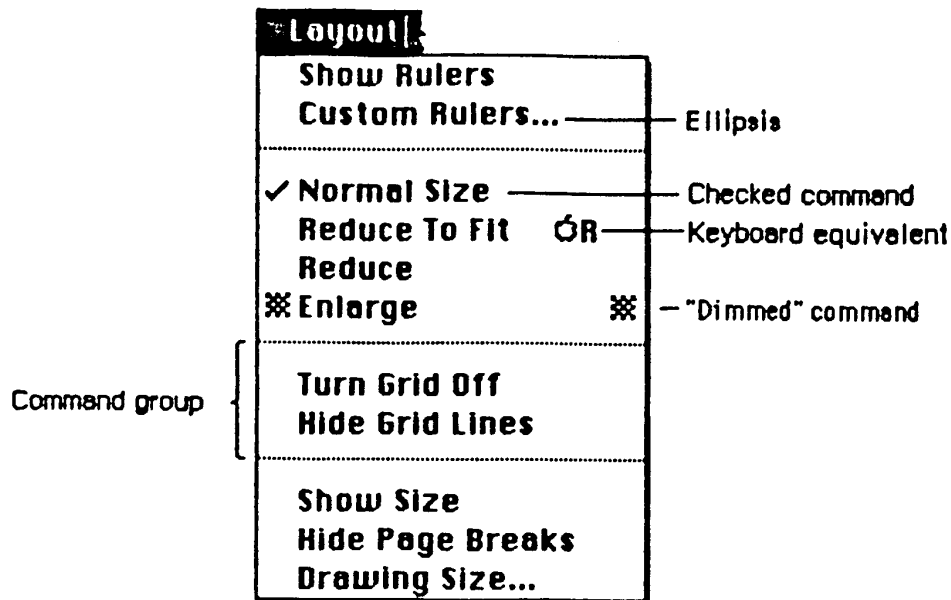 Layout
Show Rulers
Custom Rulers... Ellipsis
✓ Normal Size Checked command
Reduce To Fit R Keyboard equivalent
Reduce
Enlarge "Dimmed" command
Command group
Turn Grid Off
Hide Grid Lines
Show Size
Hide Page Breaks
Drawing Size...